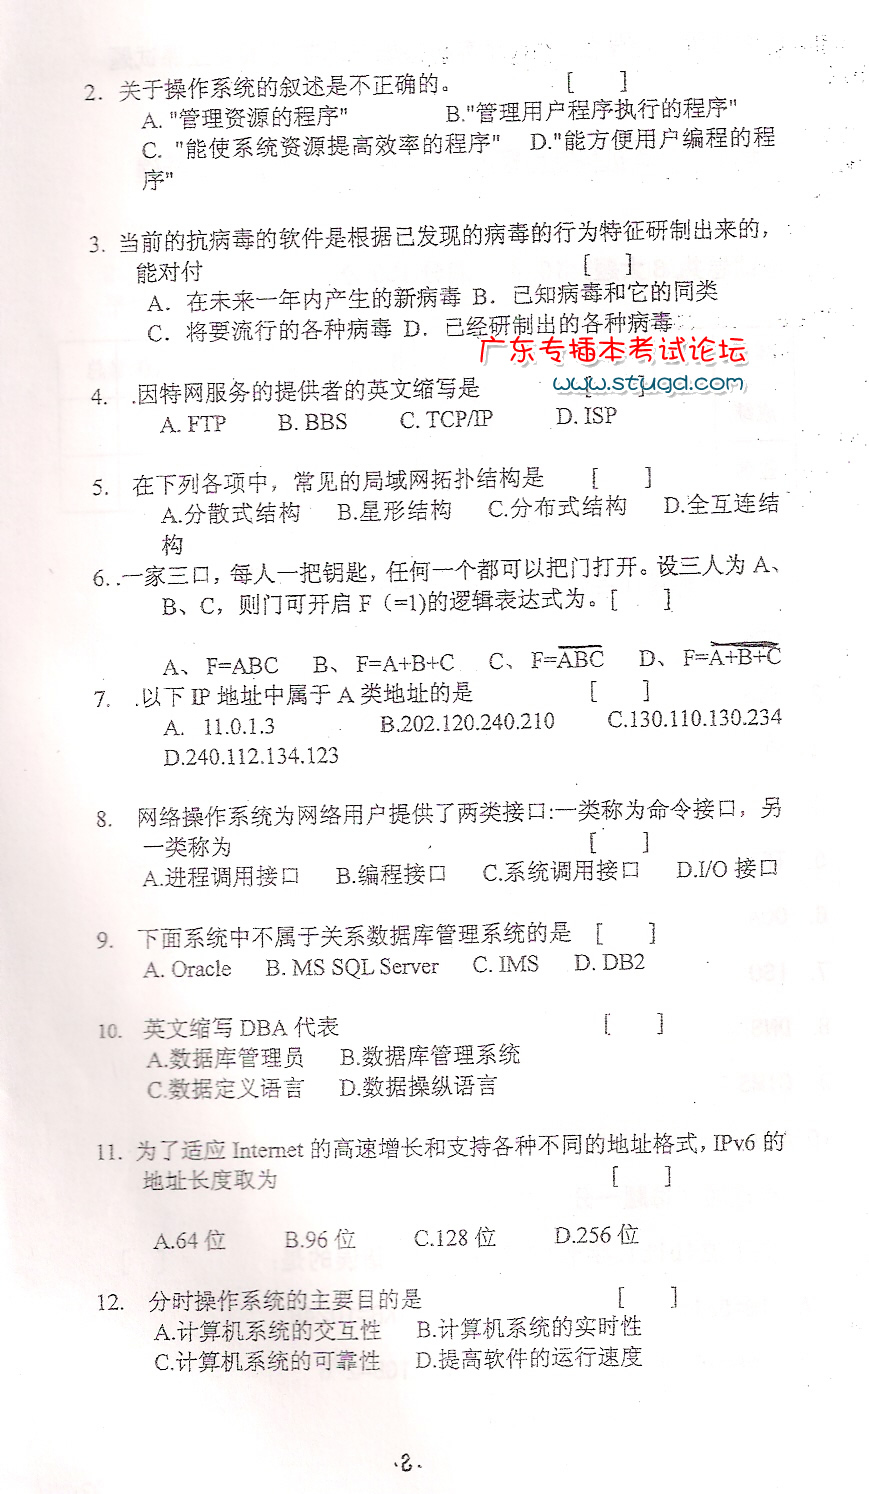 2. 关于操作系统的叙述是不正确的。 [ ]
A. "管理资源的程序" B."管理用户程序执行的程序"
C. "能使系统资源提高效率的程序" D."能方便用户编程的程
序"
3. 当前的抗病毒的软件是根据已发现的病毒的行为特征研制出来的，
能对付 [ ]
A．在未来一年内产生的新病毒 B．已知病毒和它的同类
C．将要流行的各种病毒 D．已经研制出的各种病毒
广东专插本考试论坛
www.stugd.com
4. .因特网服务的提供者的英文缩写是
A. FTP B. BBS C. TCP/IP D. ISP
5. 在下列各项中，常见的局域网拓扑结构是 [ ]
A.分散式结构 B.星形结构 C.分布式结构 D.全互连结
构
6. .一家三口，每人一把钥匙，任何一个都可以把门打开。设三人为 A、
B、C，则门可开启 F（=1)的逻辑表达式为。[ ]
A、F=ABC B、F=A+B+C C、F=A̅B̅C̅ D、F=A̅+̅B̅+̅C̅
7. .以下 IP 地址中属于 A 类地址的是 [ ]
A. 11.0.1.3 B.202.120.240.210 C.130.110.130.234
D.240.112.134.123
8. 网络操作系统为网络用户提供了两类接口:一类称为命令接口，另
一类称为 [ ]
A.进程调用接口 B.编程接口 C.系统调用接口 D.I/O 接口
9. 下面系统中不属于关系数据库管理系统的是 [ ]
A. Oracle B. MS SQL Server C. IMS D. DB2
10. 英文缩写 DBA 代表 [ ]
A.数据库管理员 B.数据库管理系统
C.数据定义语言 D.数据操纵语言
11. 为了适应 Internet 的高速增长和支持各种不同的地址格式，IPv6 的
地址长度取为 [ ]
A.64 位 B.96 位 C.128 位 D.256 位
12. 分时操作系统的主要目的是 [ ]
A.计算机系统的交互性 B.计算机系统的实时性
C.计算机系统的可靠性 D.提高软件的运行速度
·2·